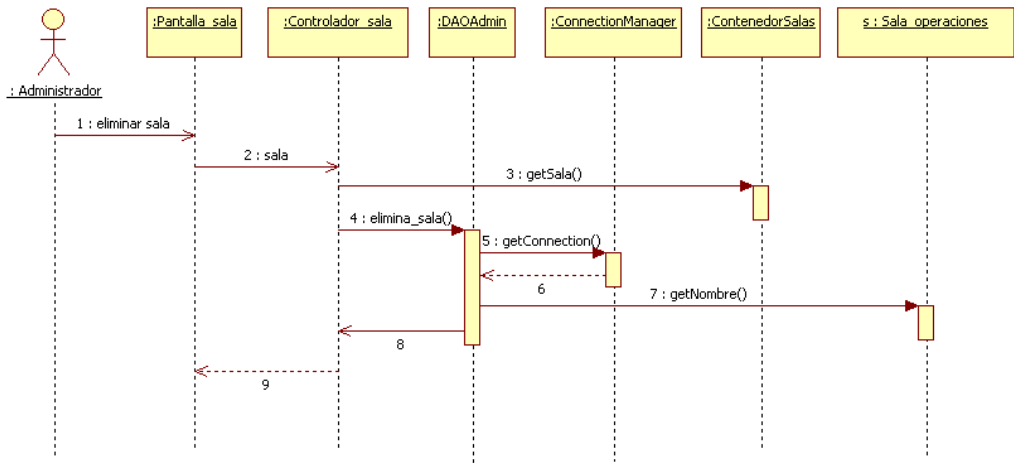 :Pantalla_sala
:Controlador_sala
:DAOAdmin
:ConnectionManager
:ContenedorSalas
s : Sala_operaciones
: Administrador
1 : eliminar sala
2 : sala
3 : getSala()
4 : elimina_sala()
5 : getConnection()
6
7 : getNombre()
8
9